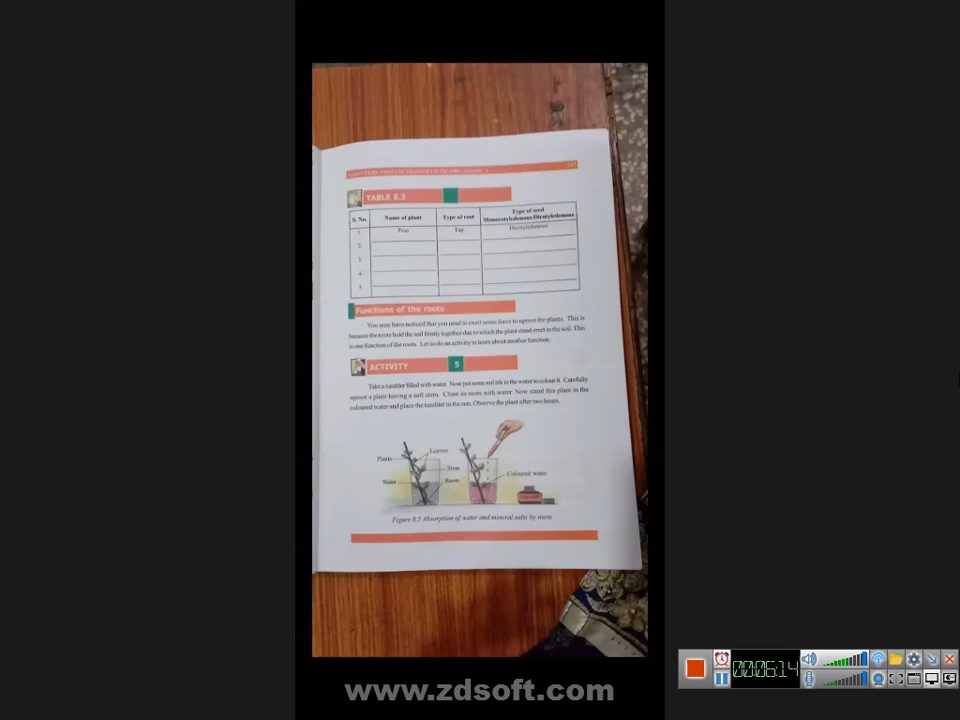 TABLE 8.3
S. No.
Name of plant
Type of root
Type of seed
Monocotyledonous/Dicotyledonous
1.
Peas
Tap
Dicotyledonous
2.
3.
4.
5.
Functions of the roots
You may have noticed that you need to exert some force to uproot the plants. This is
because the roots hold the soil firmly together due to which the plant stand erect in the soil. This
is one function of the roots. Let us do an activity to learn about another function.
ACTIVITY 5
Take a tumbler filled with water. Now put some red ink in the water to colour it. Carefully
uproot a plant having a soft stem. Clean its roots with water. Now stand this plant in the
coloured water and place the tumbler in the sun. Observe the plant after two hours.
Plants
Leaves
Stem
Water
Roots
Coloured water
Figure 8.5 Absorption of water and mineral salts by roots
www.zdsoft.com
00:06:14